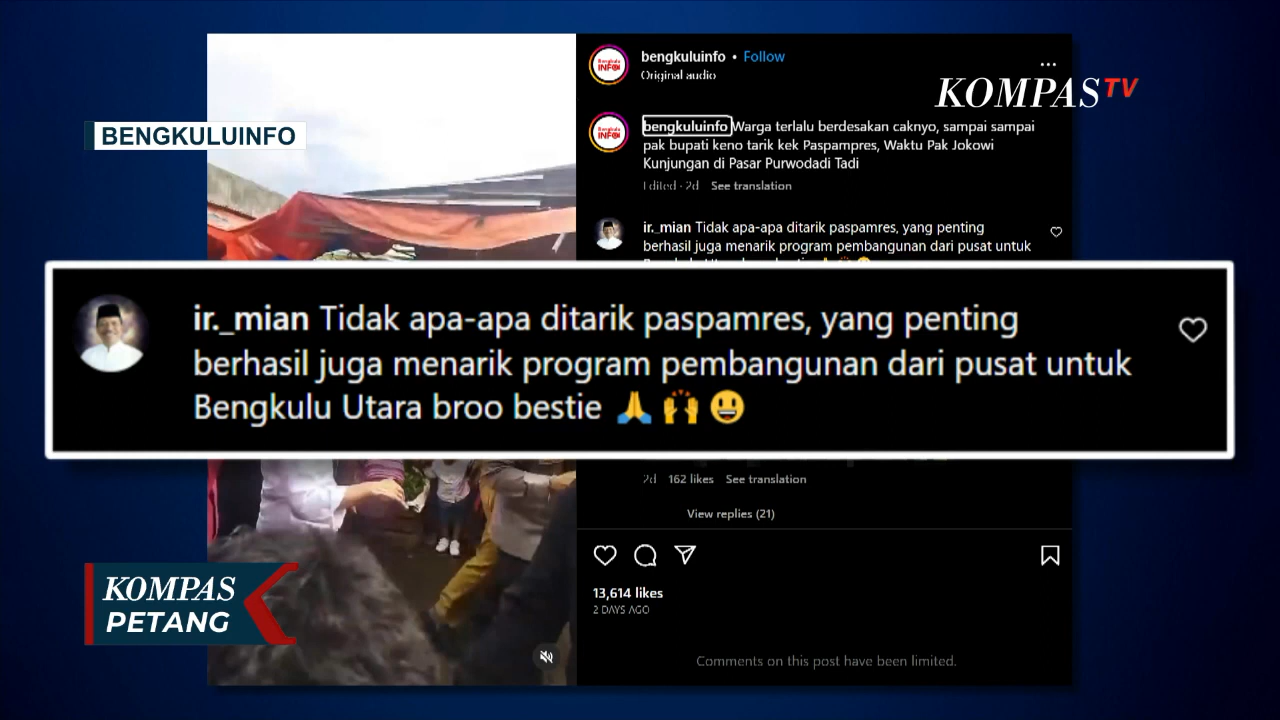 bengkuluinfo • Follow
Original audio
KOMPAS TV
BENGKULUINFO
Bengkulu
INFO
bengkuluinfo Warga terlalu berdesakan caknyo, sampai sampai
pak bupati keno tarik kek Paspampres, Waktu Pak Jokowi
Kunjungan di Pasar Purwodadi Tadi
Edited · 2d See translation
ir._mian Tidak apa-apa ditarik paspamres, yang penting
berhasil juga menarik program pembangunan dari pusat untuk
ir._mian Tidak apa-apa ditarik paspamres, yang penting
berhasil juga menarik program pembangunan dari pusat untuk
Bengkulu Utara broo bestie 🙏 🙌 😃
2d 162 likes See translation
View replies (21)
13,614 likes
2 DAYS AGO
KOMPAS
PETANG
Comments on this post have been limited.